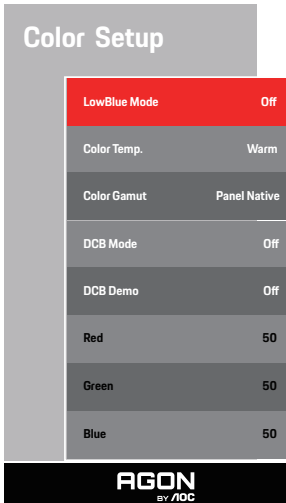 Color Setup
LowBlue Mode Off
Color Temp. Warm
Color Gamut Panel Native
DCB Mode Off
DCB Demo Off
Red 50
Green 50
Blue 50
AGON
BY AOC